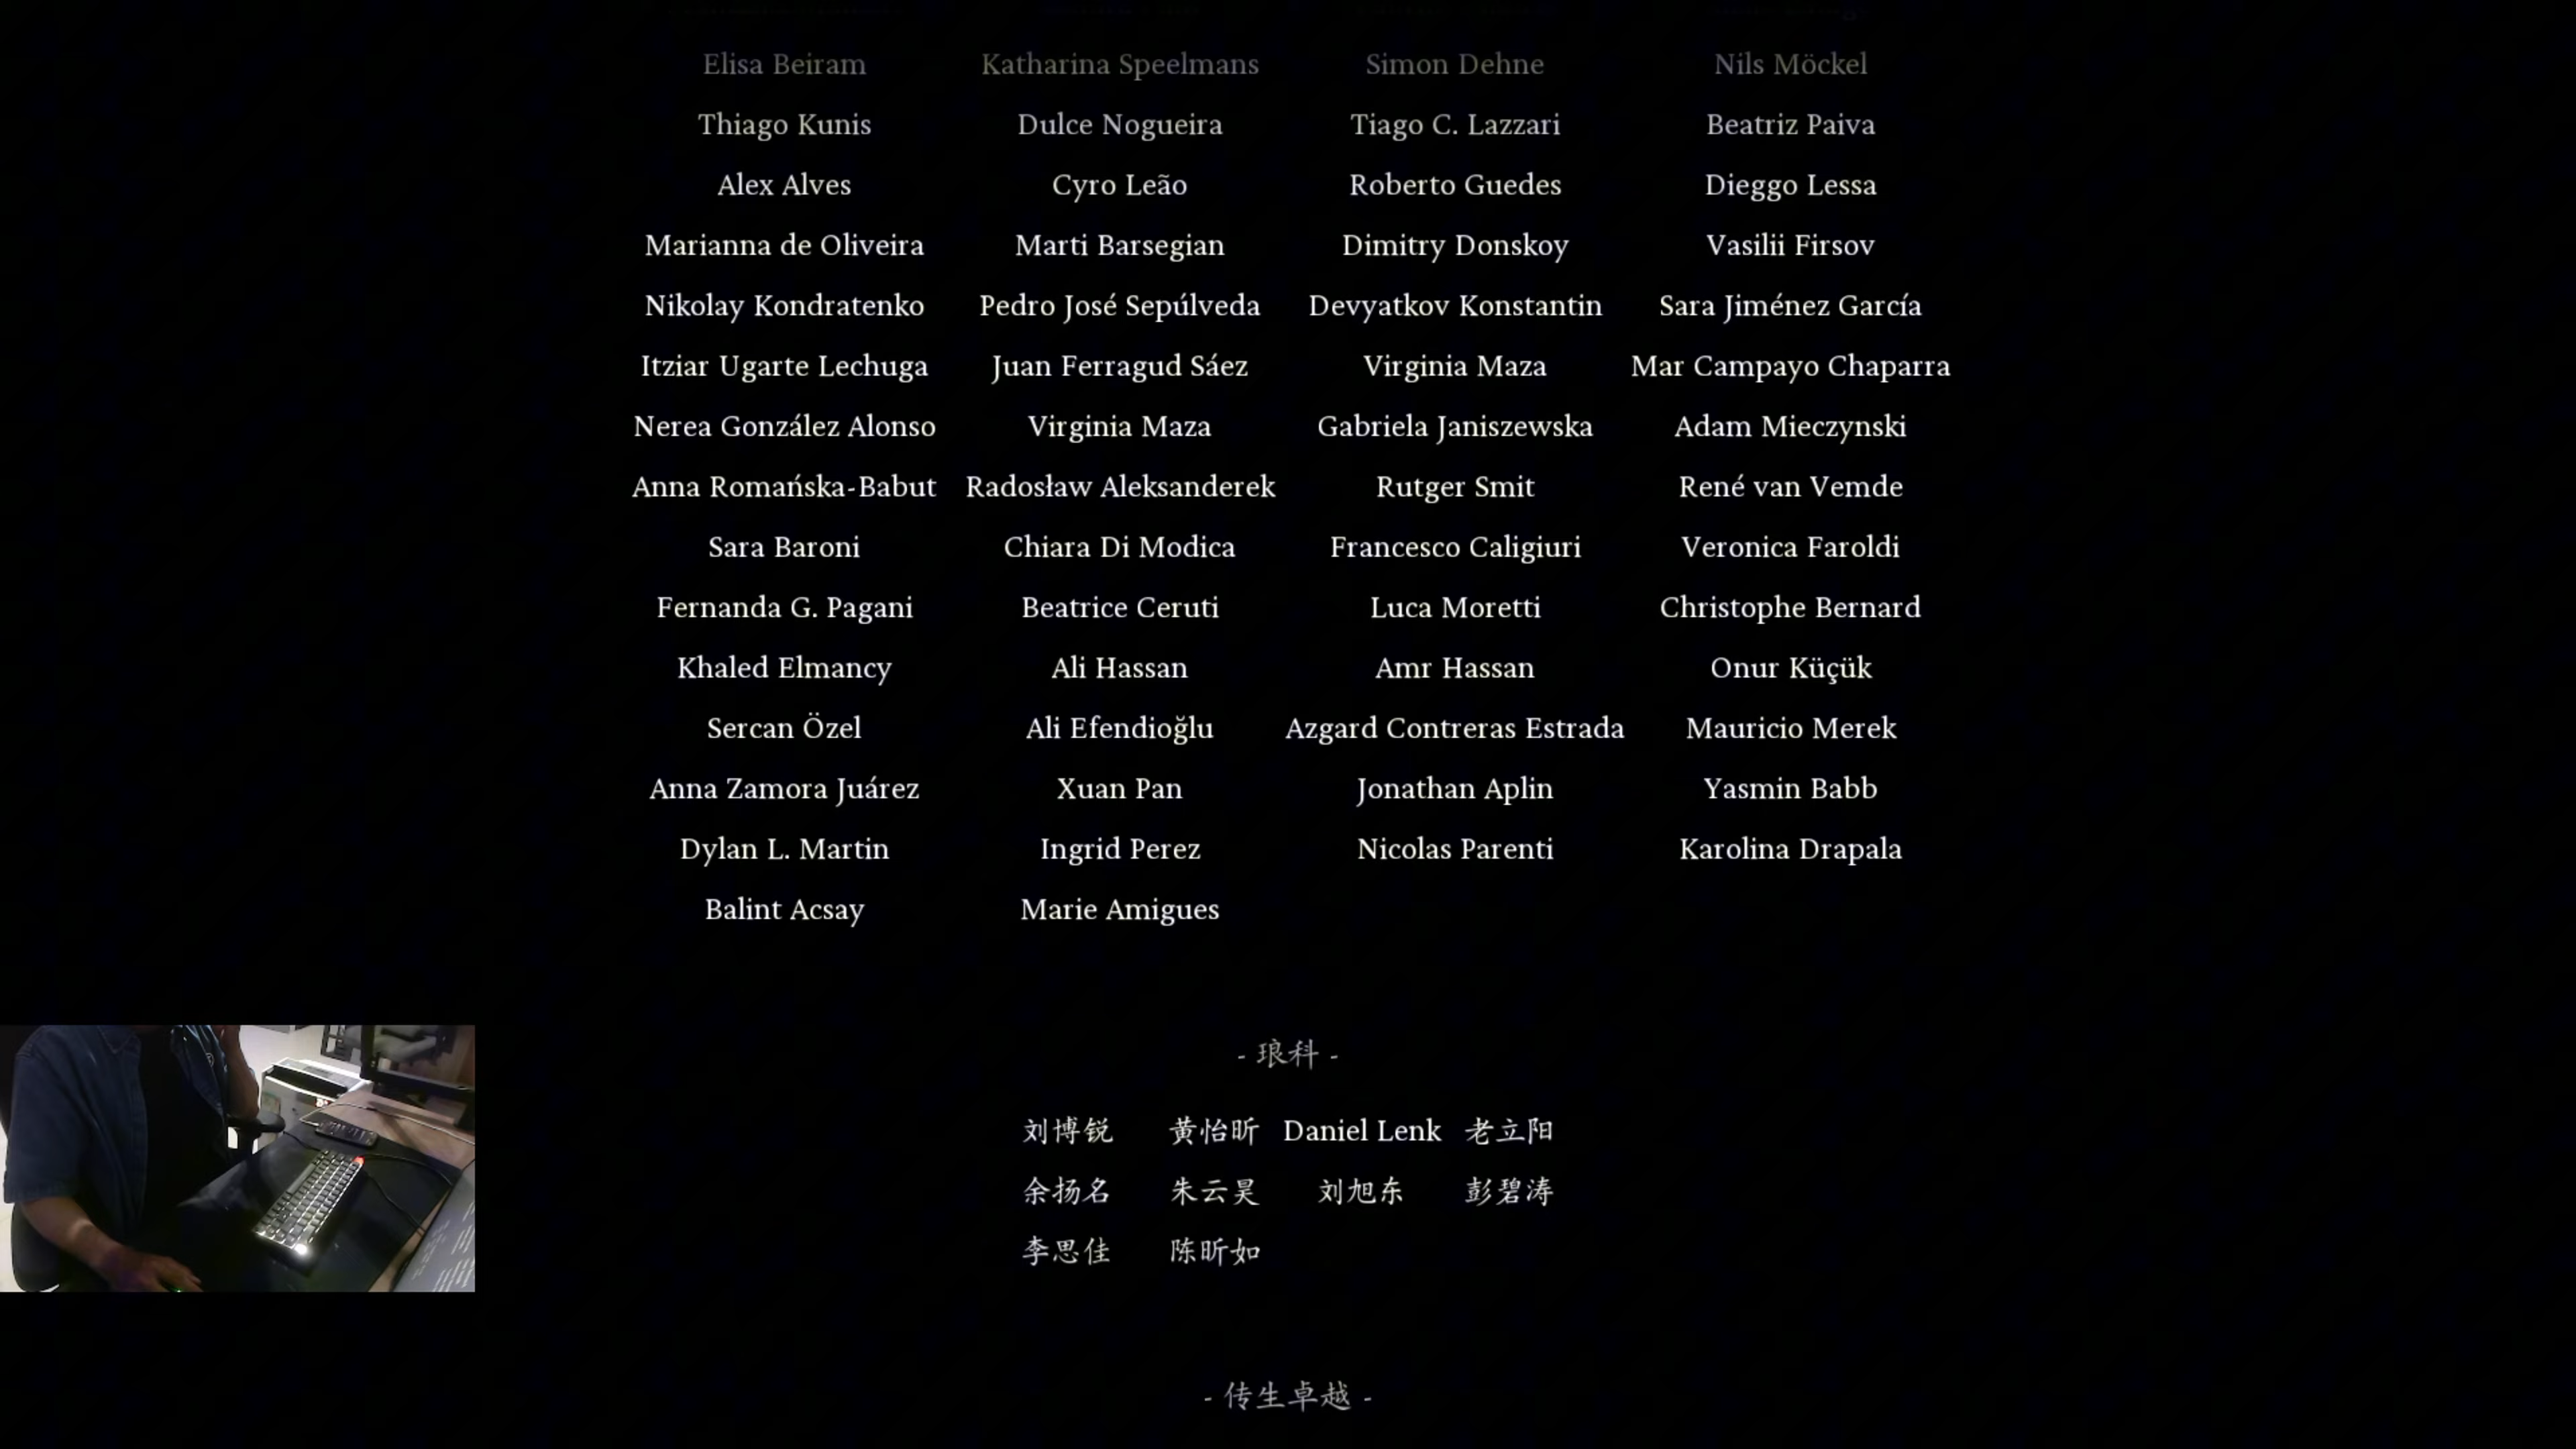 Elisa Beiram Katharina Speelmans Simon Dehne Nils Möckel
Thiago Kunis Dulce Nogueira Tiago C. Lazzari Beatriz Paiva
Alex Alves Cyro Leão Roberto Guedes Dieggo Lessa
Marianna de Oliveira Marti Barsegian Dimitry Donskoy Vasilii Firsov
Nikolay Kondratenko Pedro José Sepúlveda Devyatkov Konstantin Sara Jiménez García
Itziar Ugarte Lechuga Juan Ferragud Sáez Virginia Maza Mar Campayo Chaparra
Nerea González Alonso Virginia Maza Gabriela Janiszewska Adam Mieczynski
Anna Romańska-Babut Radosław Aleksanderek Rutger Smit René van Vemde
Sara Baroni Chiara Di Modica Francesco Caligiuri Veronica Faroldi
Fernanda G. Pagani Beatrice Ceruti Luca Moretti Christophe Bernard
Khaled Elmancy Ali Hassan Amr Hassan Onur Küçük
Sercan Özel Ali Efendioğlu Azgard Contreras Estrada Mauricio Merek
Anna Zamora Juárez Xuan Pan Jonathan Aplin Yasmin Babb
Dylan L. Martin Ingrid Perez Nicolas Parenti Karolina Drapala
Balint Acsay Marie Amigues
- 琅科 -
刘博锐 黄怡昕 Daniel Lenk 老立阳
余扬名 朱云昊 刘旭东 彭碧涛
李思佳 陈昕如
- 传生卓越 -